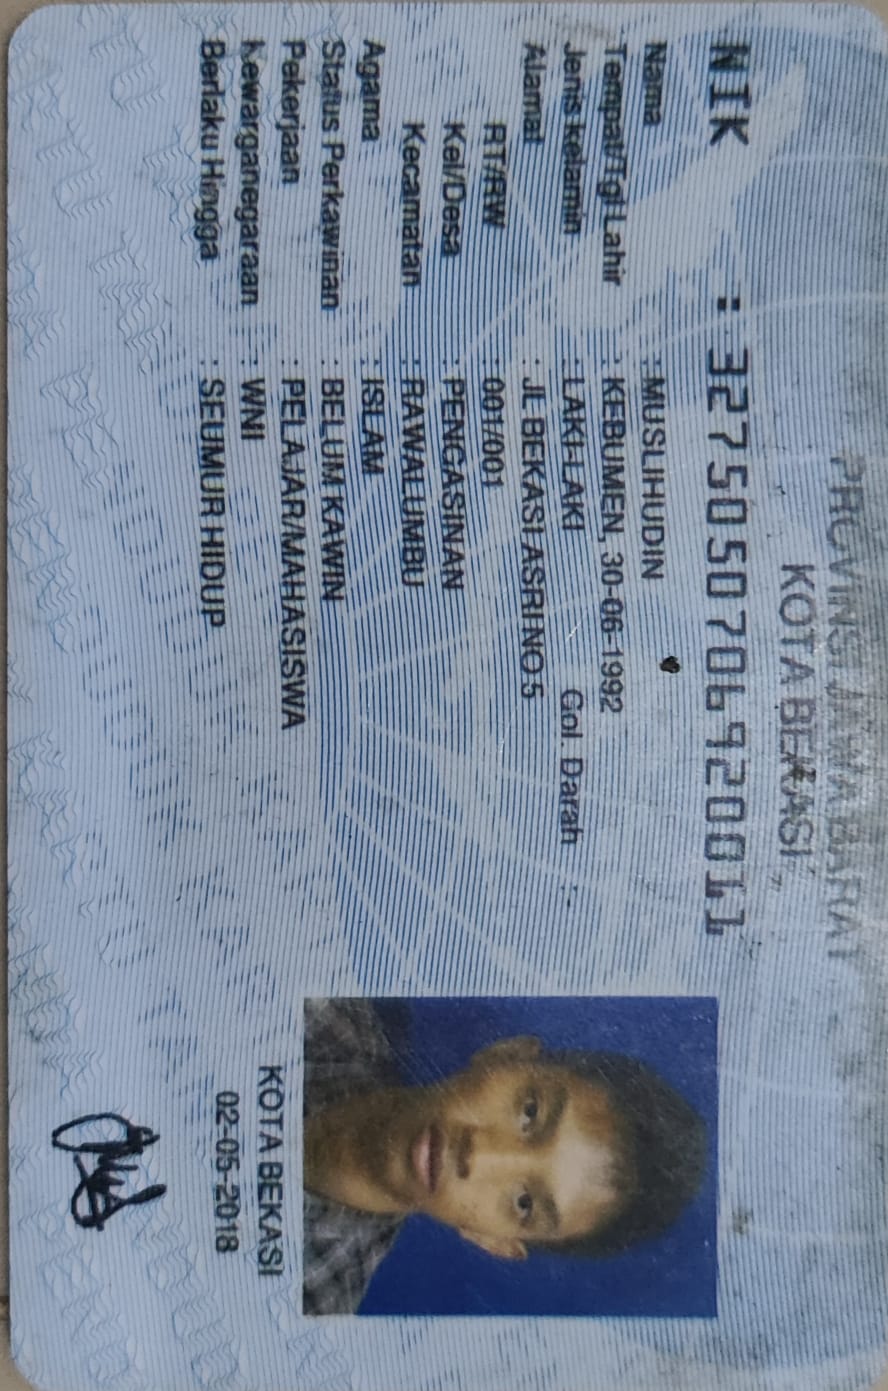 PROVINSI JAWA BARAT
KOTA BEKASI
NIK : 3275050706920011
Nama : MUSLIHUDIN
Tempat/Tgl Lahir : KEBUMEN, 30-06-1992
Jenis kelamin : LAKI-LAKI Gol. Darah : -
Alamat : JL BEKASI ASRI NO 5
RT/RW : 001/001
Kel/Desa : PENGASINAN
Kecamatan : RAWALUMBU
Agama : ISLAM
Status Perkawinan : BELUM KAWIN
Pekerjaan : PELAJAR/MAHASISWA
Kewarganegaraan : WNI
Berlaku Hingga : SEUMUR HIDUP
KOTA BEKASI
02-05-2018